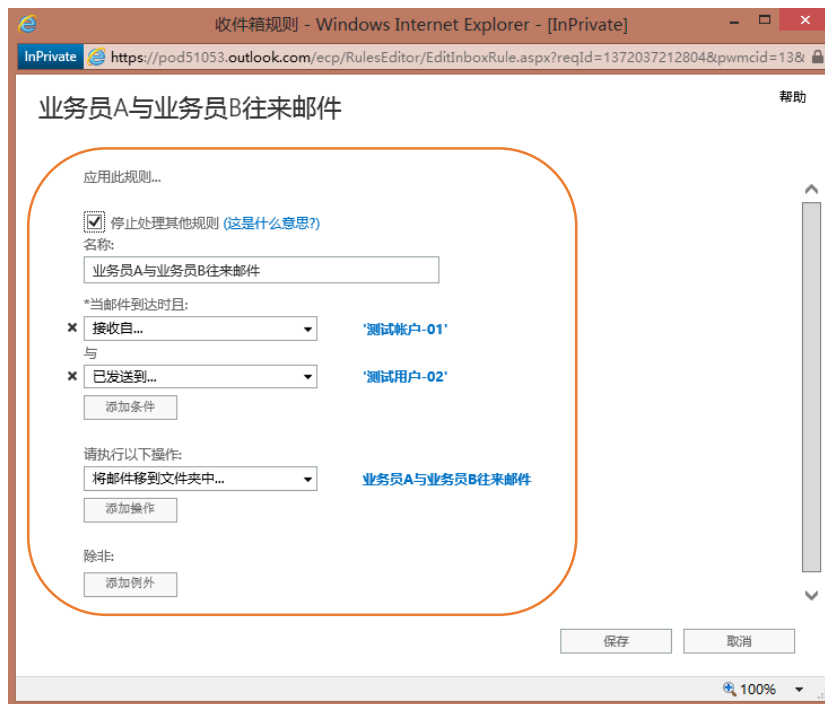 收件箱规则 - Windows Internet Explorer - [InPrivate]
InPrivate https://pod51053.outlook.com/ecp/RulesEditor/EditInboxRule.aspx?reqId=1372037212804&pwmcid=13&
业务员A与业务员B往来邮件
帮助
应用此规则...
停止处理其他规则 (这是什么意思?)
名称:
业务员A与业务员B往来邮件
*当邮件到达时且:
接收自... '测试帐户-01'
与
已发送到... '测试用户-02'
添加条件
请执行以下操作:
将邮件移到文件夹中... 业务员A与业务员B往来邮件
添加操作
除非:
添加例外
保存 取消
100%